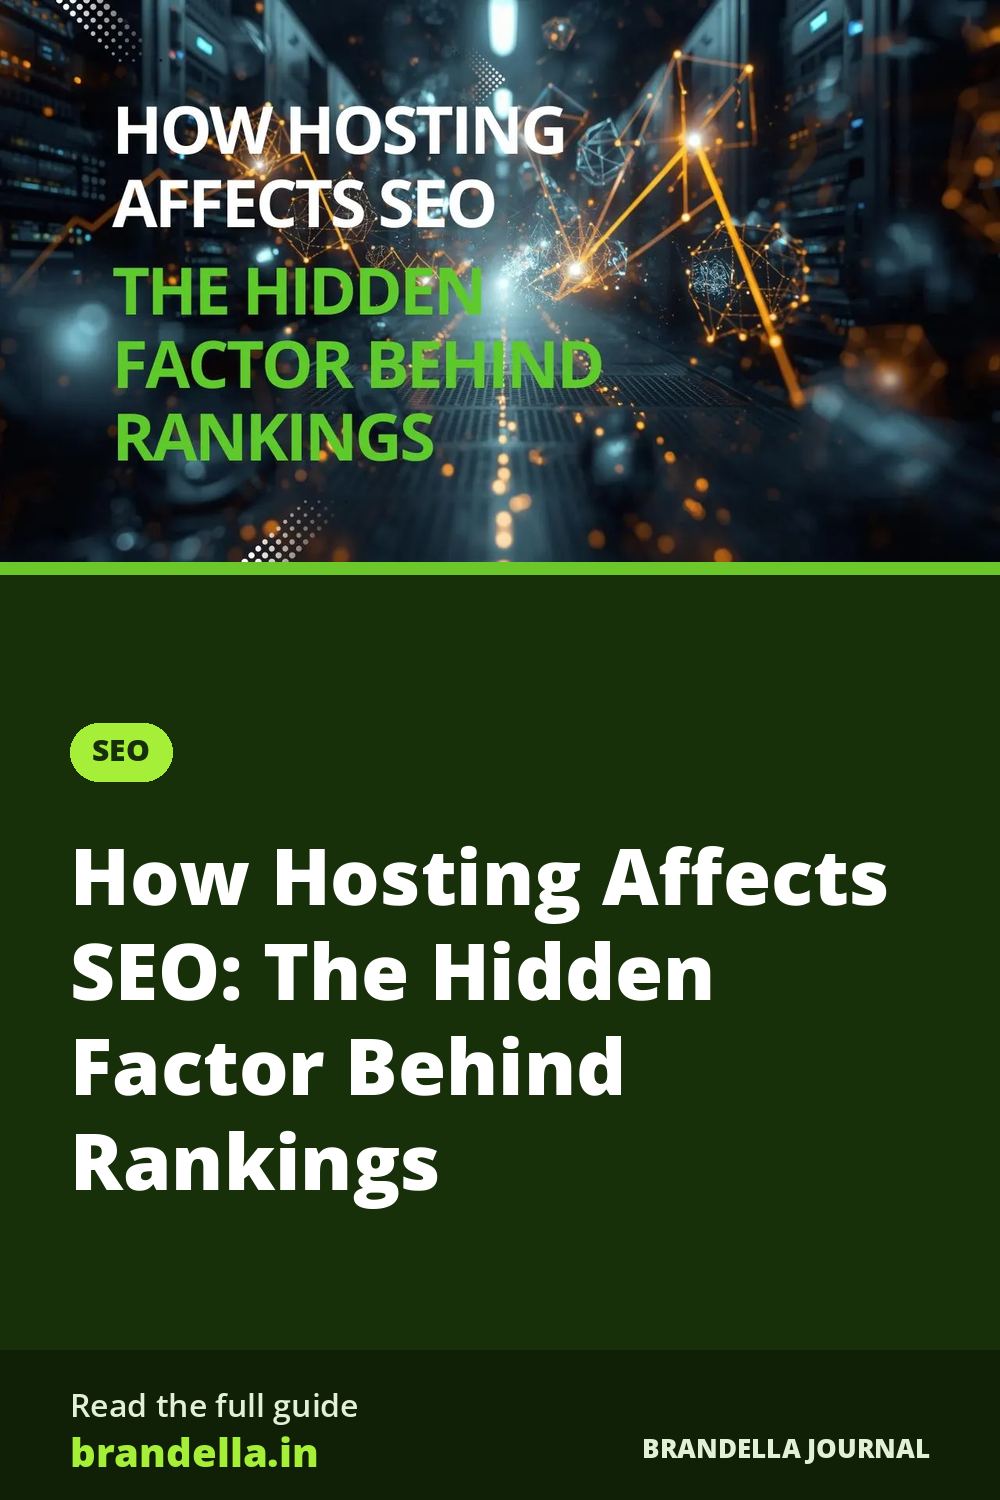 HOW HOSTING
AFFECTS SEO
THE HIDDEN
FACTOR BEHIND
RANKINGS
SEO
How Hosting Affects
SEO: The Hidden
Factor Behind
Rankings
Read the full guide
brandella.in
BRANDELLA JOURNAL